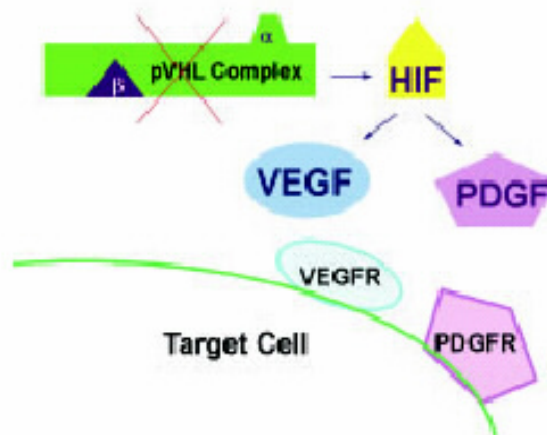 α
pVHL Complex
β
HIF
VEGF
PDGF
VEGFR
PDGFR
Target Cell